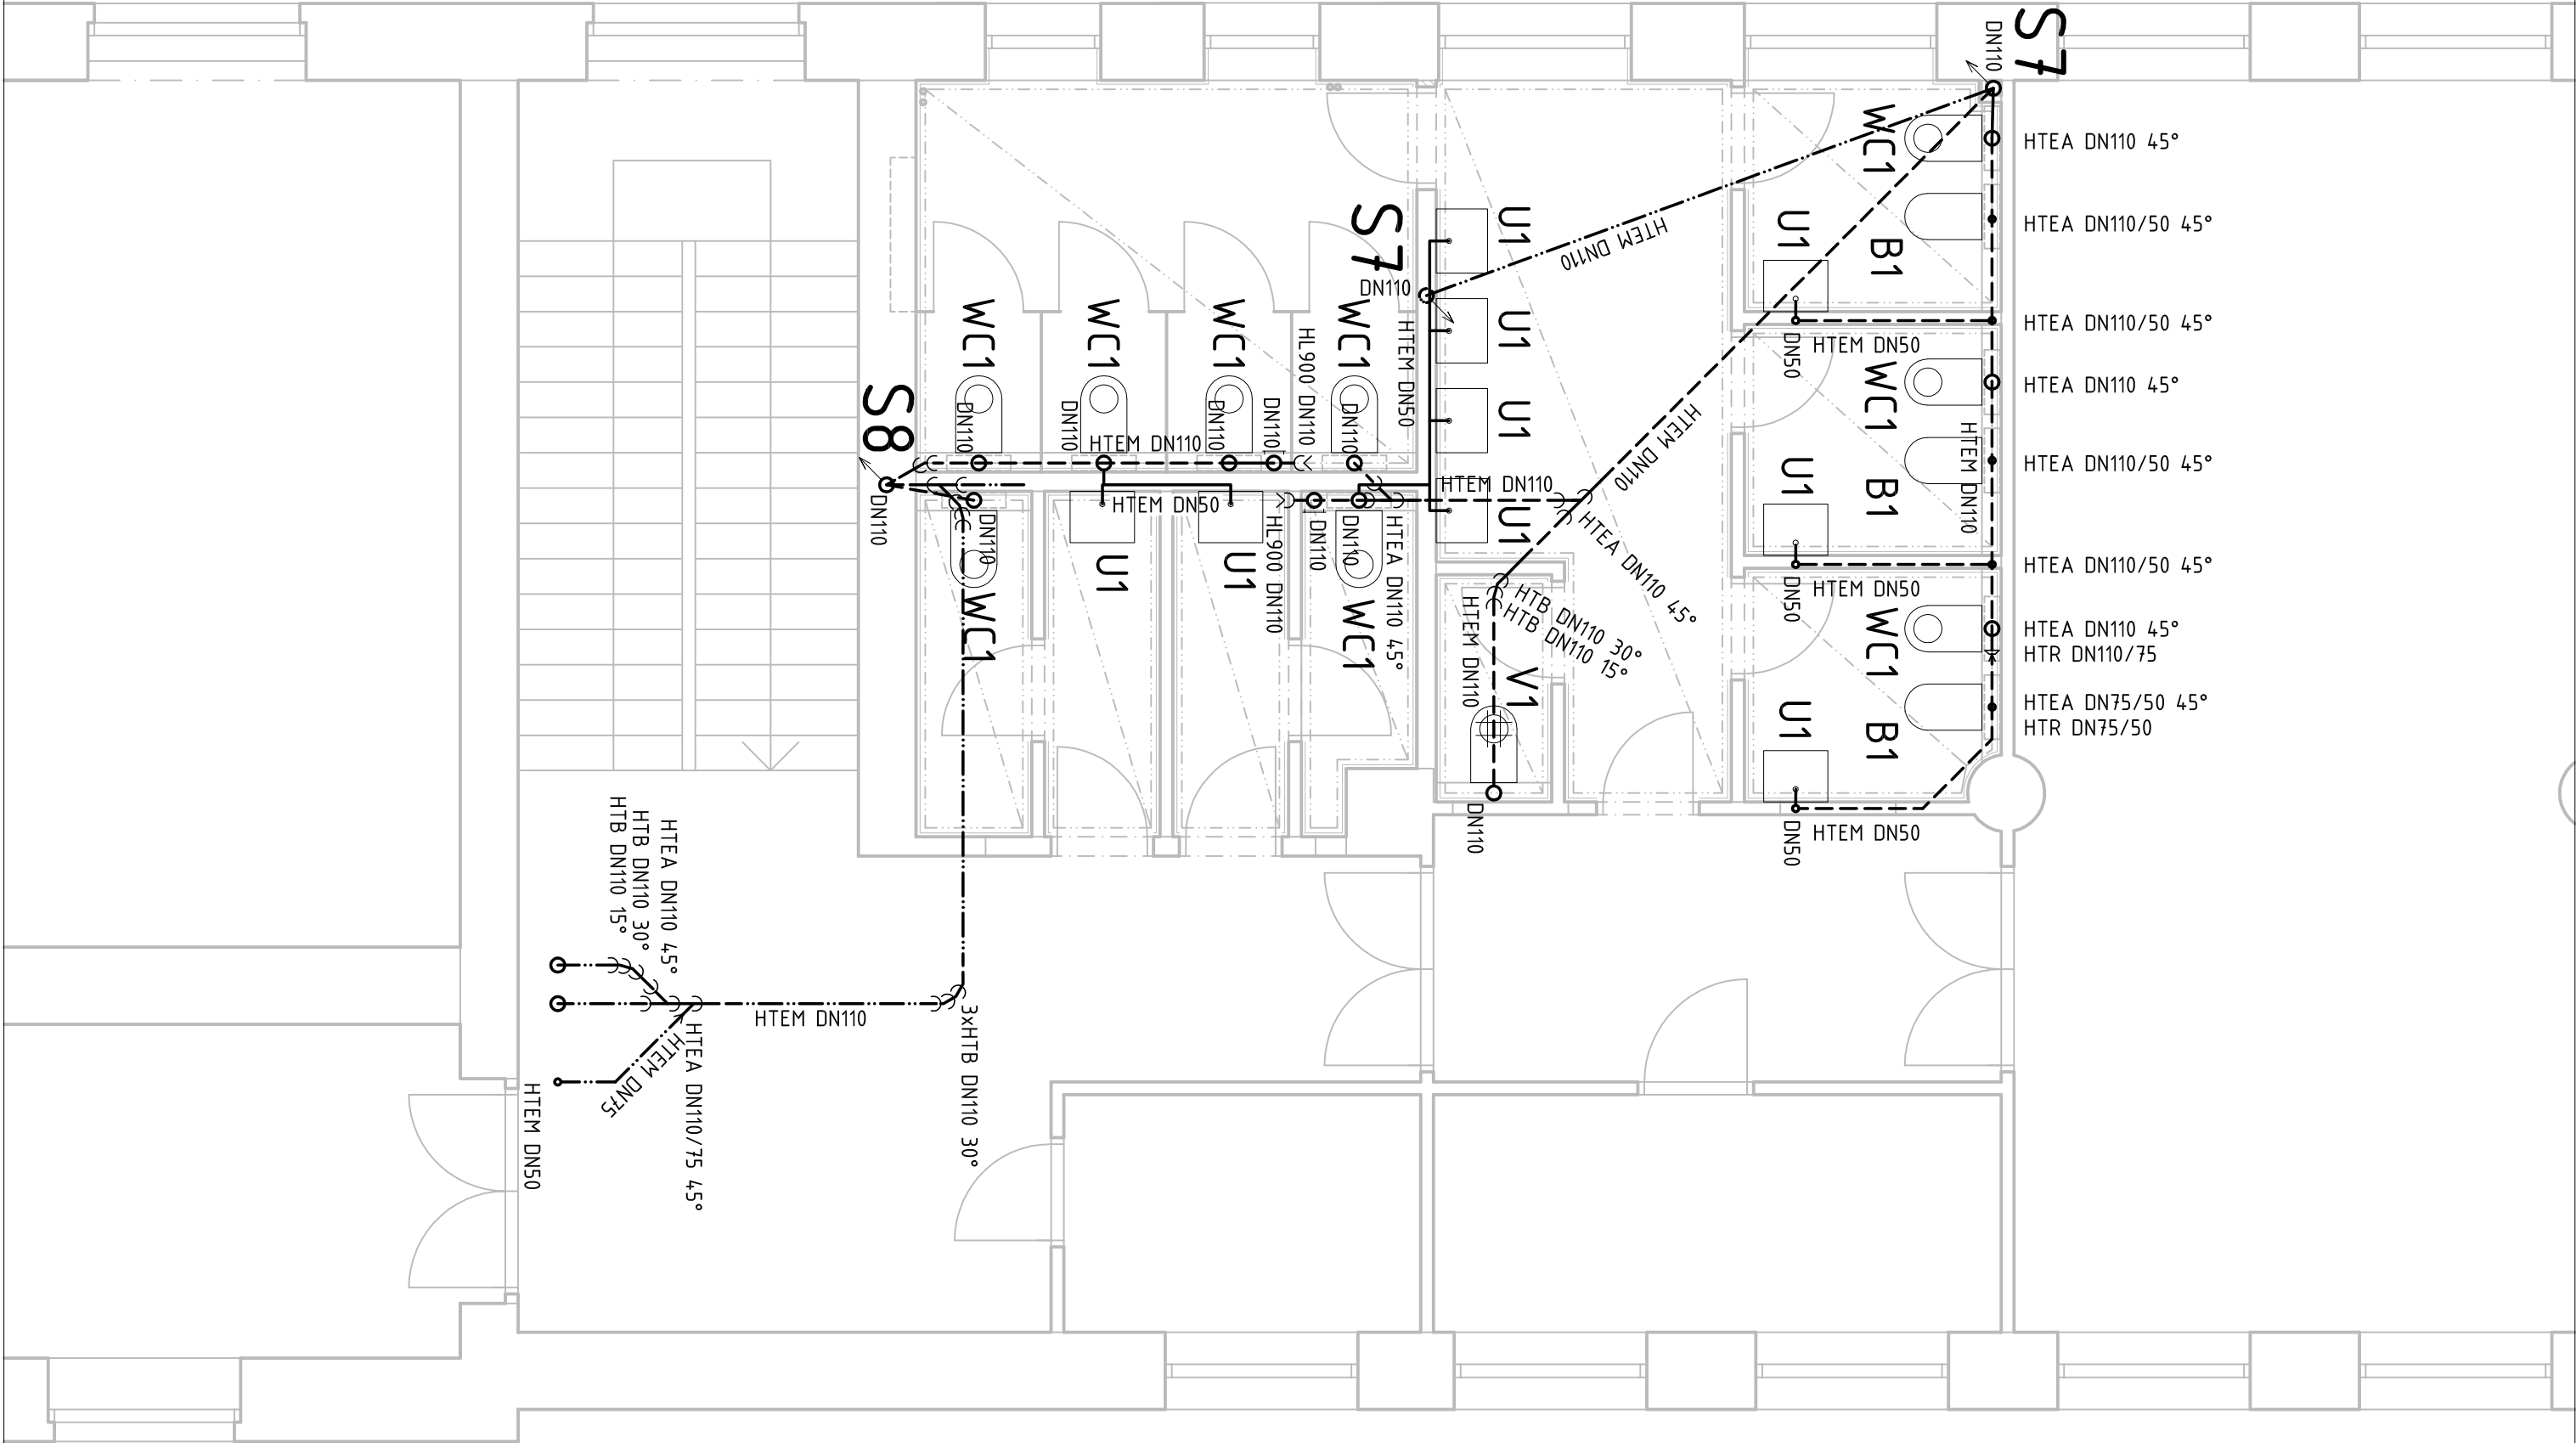 S7
DN110
HTEA DN110 45°
HTEA DN110/50 45°
HTEA DN110/50 45°
HTEA DN110 45°
HTEA DN110/50 45°
HTEA DN110/50 45°
HTEA DN110 45°
HTR DN110/75
HTEA DN75/50 45°
HTR DN75/50
WC1
B1
U1
HTEM DN50
DN50
WC1
B1
U1
HTEM DN110
HTEM DN50
DN50
WC1
B1
U1
HTEM DN50
DN50
HTEM DN110
HTEM DN110
S7
DN110
U1
U1
U1
U1
HTEM DN50
HTEM DN110
HTEA DN110 45°
HTB DN110 30°
HTB DN110 15°
HTEM DN110
V1
DN110
WC1
WC1
WC1
WC1
HL900 DN110
DN110
DN110
DN110
DN110
DN110
HTEM DN110
S8
DN110
HTEM DN50
DN110
WC1
U1
U1
HL900 DN110
DN110
DN110
WC1
HTEA DN110 45°
HTEA DN110 45°
HTB DN110 30°
HTB DN110 15°
HTEM DN110
3xHTB DN110 30°
HTEM DN75
HTEA DN110/75 45°
HTEM DN50